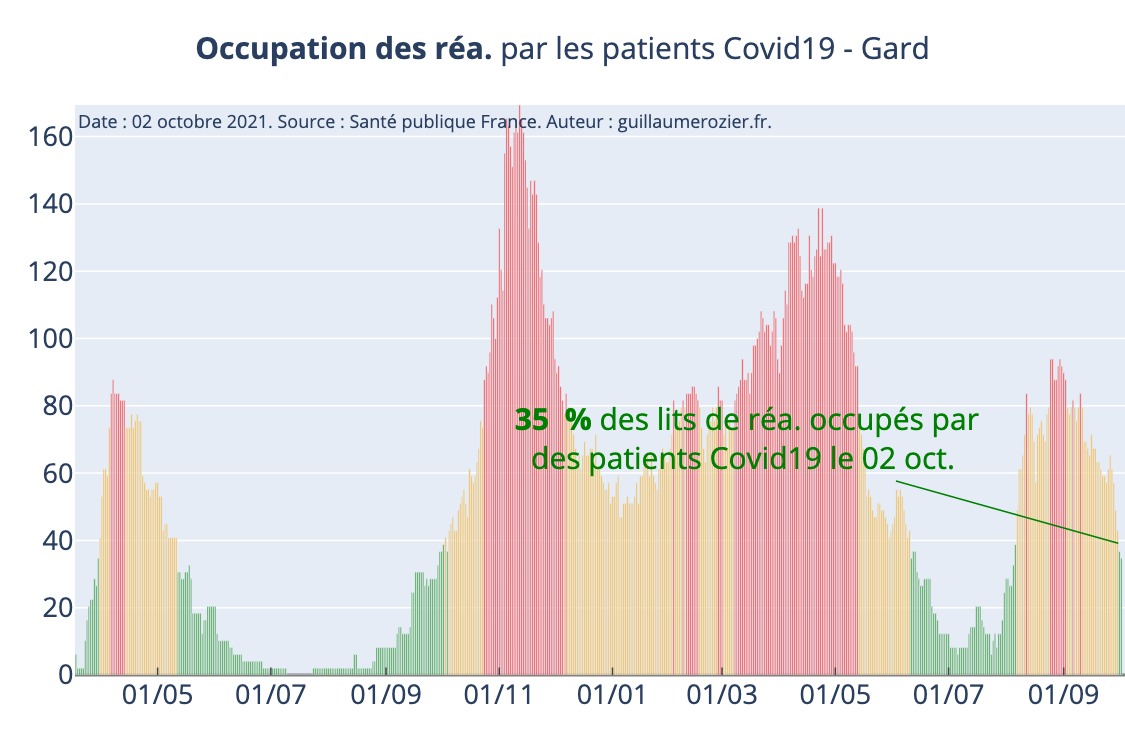 Occupation des réa. par les patients Covid19 - Gard
Date : 02 octobre 2021. Source : Santé publique France. Auteur : guillaumerozier.fr.
160
140
120
100
80
60
40
20
0
35 % des lits de réa. occupés par
des patients Covid19 le 02 oct.
01/05 01/07 01/09 01/11 01/01 01/03 01/05 01/07 01/09